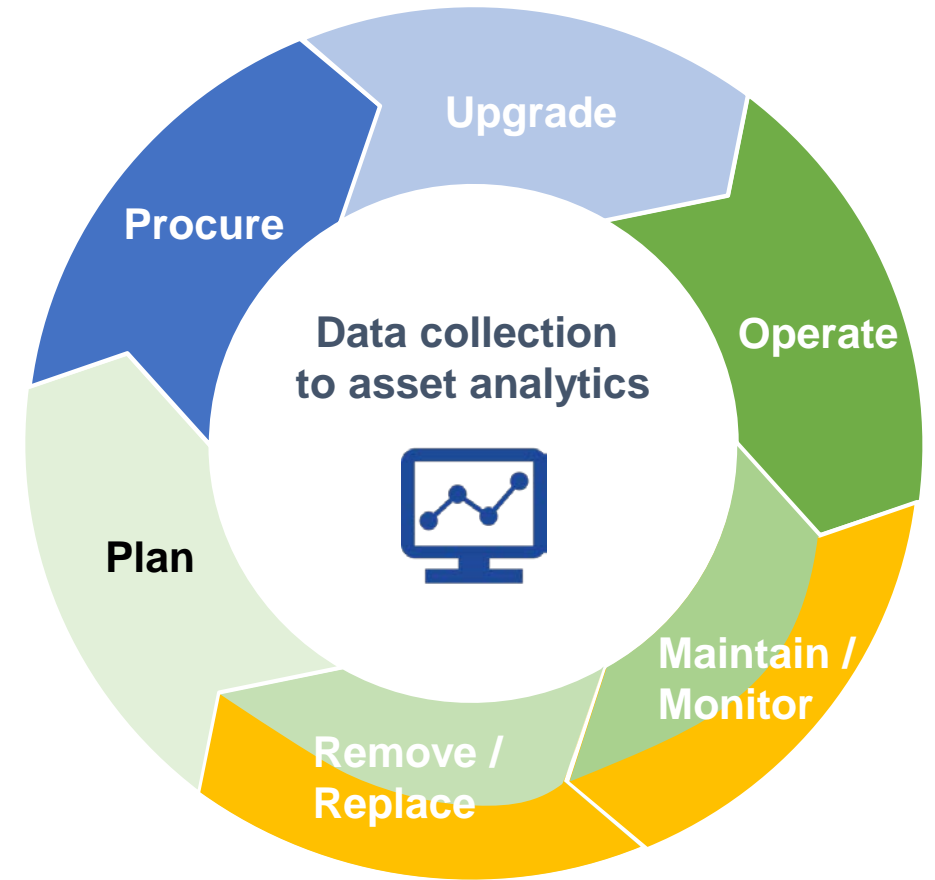 Upgrade
Procure
Operate
Data collection
to asset analytics
Plan
Maintain /
Monitor
Remove /
Replace